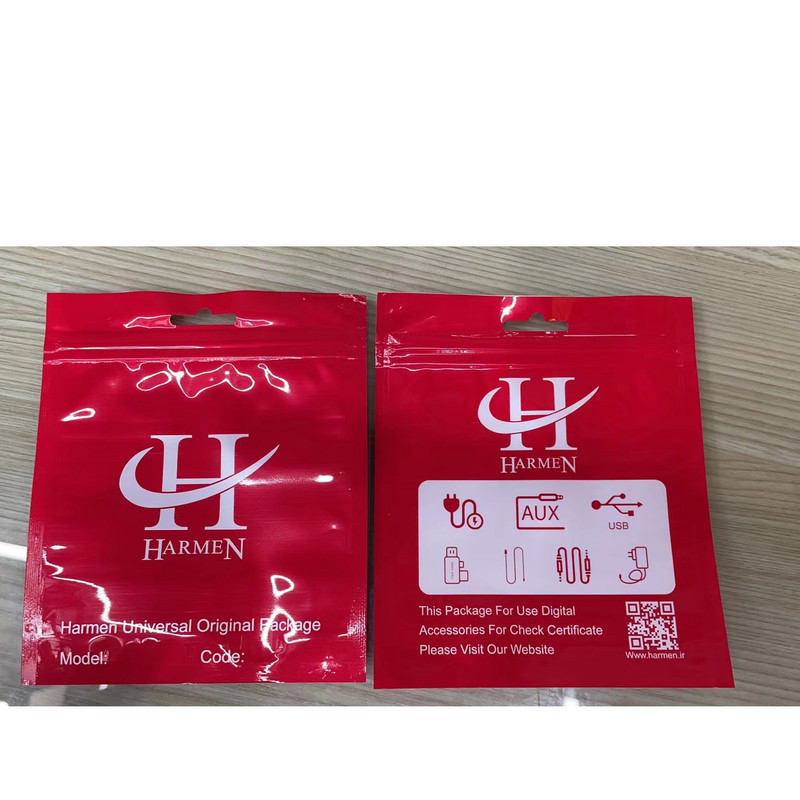 H
HARMEN
Harmen Universal Original Package
Model:
Code:
H
HARMEN
AUX
USB
This Package For Use Digital
Accessories For Check Certificate
Please Visit Our Website
Www.harmen.ir